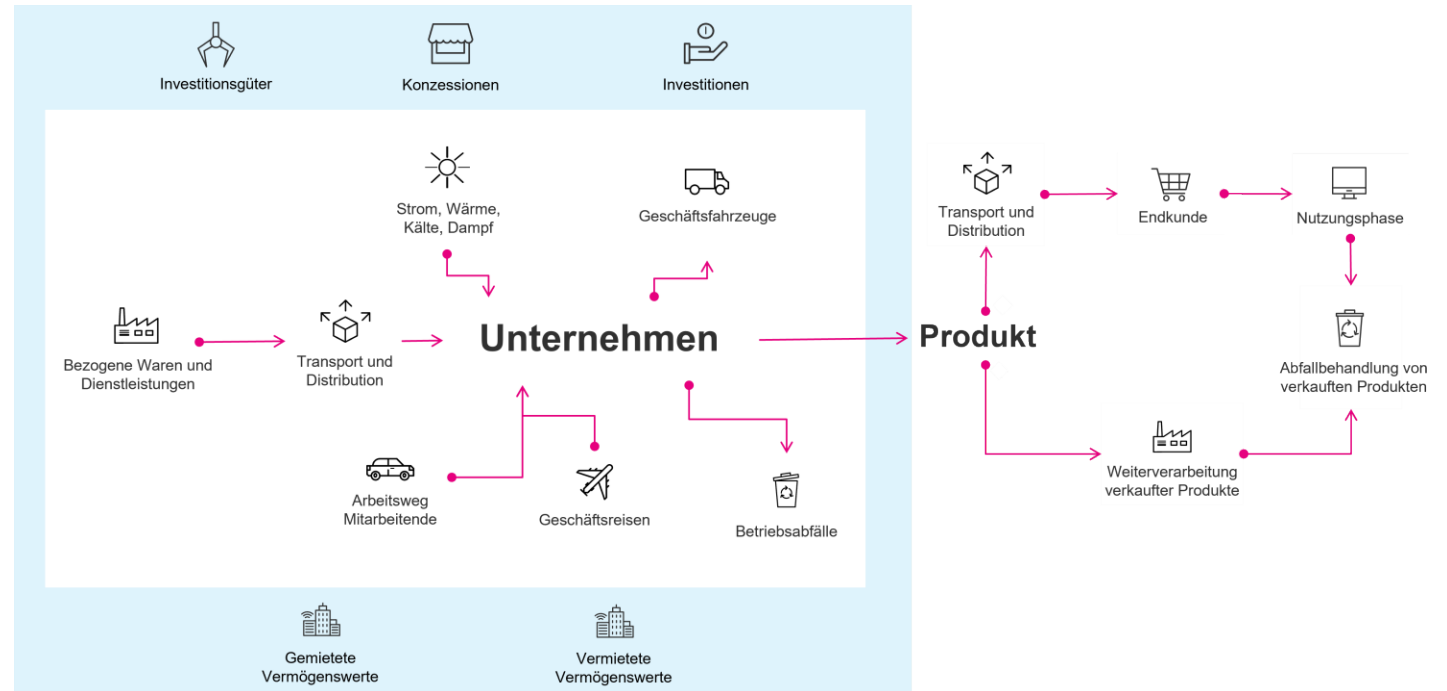 Investitionsgüter
Konzessionen
Investitionen
Strom, Wärme,
Kälte, Dampf
Geschäftsfahrzeuge
Transport und
Distribution
Endkunde
Nutzungsphase
Bezogene Waren und
Dienstleistungen
Transport und
Distribution
Unternehmen
Produkt
Abfallbehandlung von
verkauften Produkten
Arbeitsweg
Mitarbeitende
Geschäftsreisen
Betriebsabfälle
Weiterverarbeitung
verkaufter Produkte
Gemietete
Vermögenswerte
Vermietete
Vermögenswerte